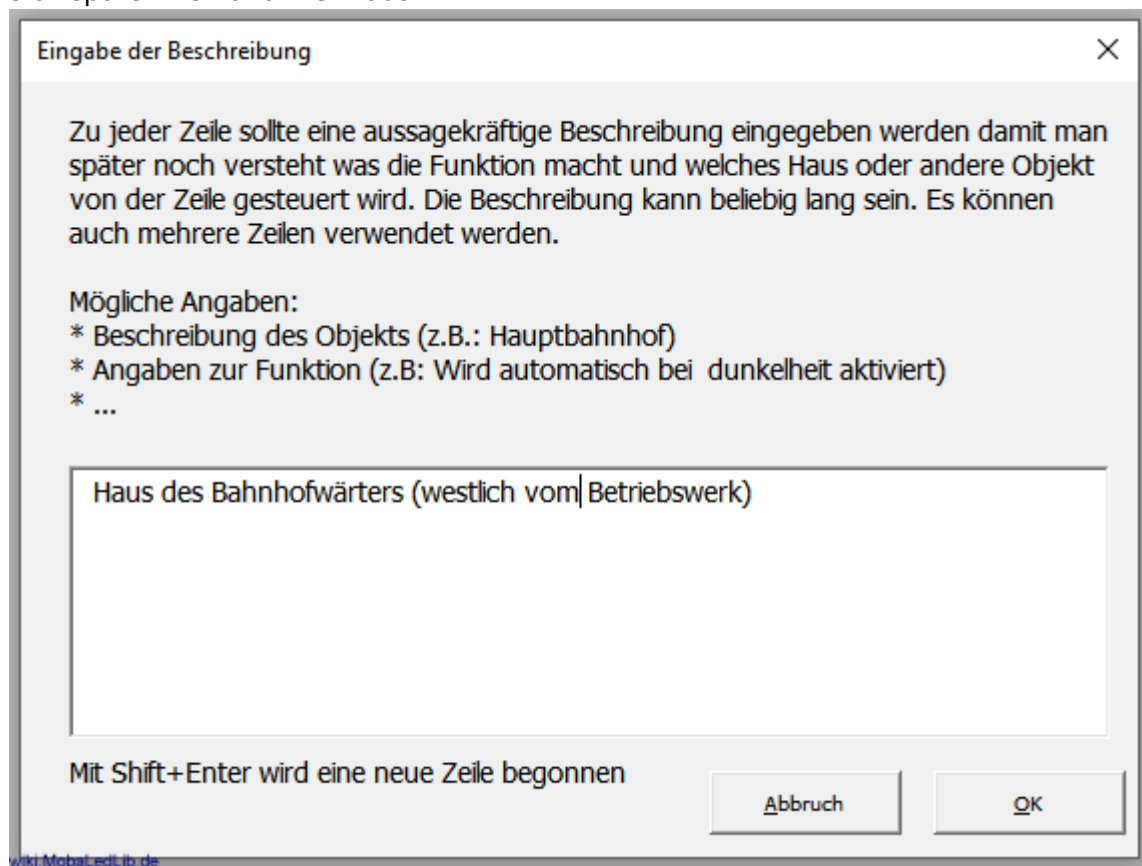 Eingabe der Beschreibung
Zu jeder Zeile sollte eine aussagekräftige Beschreibung eingegeben werden damit man
später noch versteht was die Funktion macht und welches Haus oder andere Objekt
von der Zeile gesteuert wird. Die Beschreibung kann beliebig lang sein. Es können
auch mehrere Zeilen verwendet werden.
Mögliche Angaben:
* Beschreibung des Objekts (z.B.: Hauptbahnhof)
* Angaben zur Funktion (z.B: Wird automatisch bei  dunkelheit aktiviert)
* ...
Haus des Bahnhofwärters (westlich vom Betriebswerk)
Mit Shift+Enter wird eine neue Zeile begonnen
Abbruch
OK
wiki.MobaLedLib.de